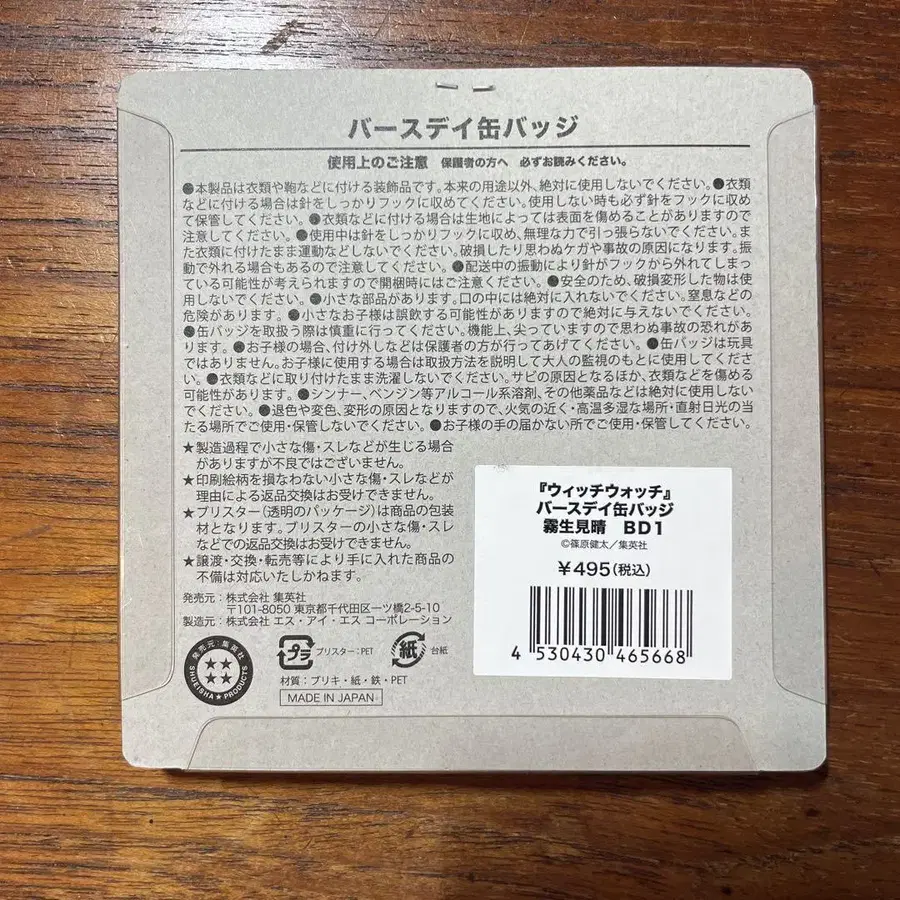 バースデイ缶バッジ
使用上のご注意 保護者の方へ 必ずお読みください。
●本製品は衣類や鞄などに付ける装飾品です。本来の用途以外、絶対に使用しないでください。●衣類
などに付ける場合は針をしっかりフックに収めてください。使用しない時も必ず針をフックに収め
て保管してください。●衣類などに付ける場合は生地によっては表面を傷めることがありますので
注意してください。●使用中は針をしっかりフックに収め、無理な力で引っ張らないでください。ま
た衣類に付けたまま運動などしないでください。破損したり思わぬケガや事故の原因になります。振
動で外れる場合もあるので注意してください。●配送中の振動により針がフックから外れてしまっ
ている可能性が考えられますので開梱時にはご注意ください。●安全のため、破損変形した物は使
用しないでください。●小さな部品があります。口の中には絶対に入れないでください。窒息などの
危険があります。●小さなお子様は誤飲する可能性がありますので絶対に与えないでください。
●缶バッジを取扱う際は慎重に行ってください。機能上、尖っていますので思わぬ事故の恐れがあ
ります。●お子様の場合、付け外しなどは保護者の方が行ってあげてください。●缶バッジは玩具
ではありません。お子様に使用する場合は取扱方法を説明して大人の監視のもとに使用してくださ
い。●衣類などに取り付けたまま洗濯しないでください。サビの原因となるほか、衣類などを傷める
可能性があります。●シンナー、ベンジン等アルコール系溶剤、その他薬品などは絶対に使用しない
でください。●退色や変色、変形の原因となりますので、火気の近く・高温多湿な場所・直射日光の当
たる場所でご使用・保管しないでください。●お子様の手の届かない所でご使用・保管してください。
★製造過程で小さな傷・スレなどが生じる場合
がありますが不良ではございません。
★印刷絵柄を損なわない小さな傷・スレなどが
理由による返品交換はお受けできません。
★ブリスター(透明のパッケージ)は商品の包装
材となります。ブリスターの小さな傷・スレ
などでの返品交換はお受けできません。
★譲渡・交換・転売等により手に入れた商品の
不備は対応いたしかねます。
発売元: 株式会社 集英社
〒101-8050 東京都千代田区一ツ橋2-5-10
製造元: 株式会社 エス・アイ・エス コーポレーション
発売元:集英社
SHUEISHA★PRODUCTS
プラ
ブリスター:PET
紙
台紙
材質:ブリキ・紙・鉄・PET
MADE IN JAPAN
『ウィッチウォッチ』
バースデイ缶バッジ
霧生見晴 BD1
©篠原健太/集英社
¥495(税込)
4 530430 465668